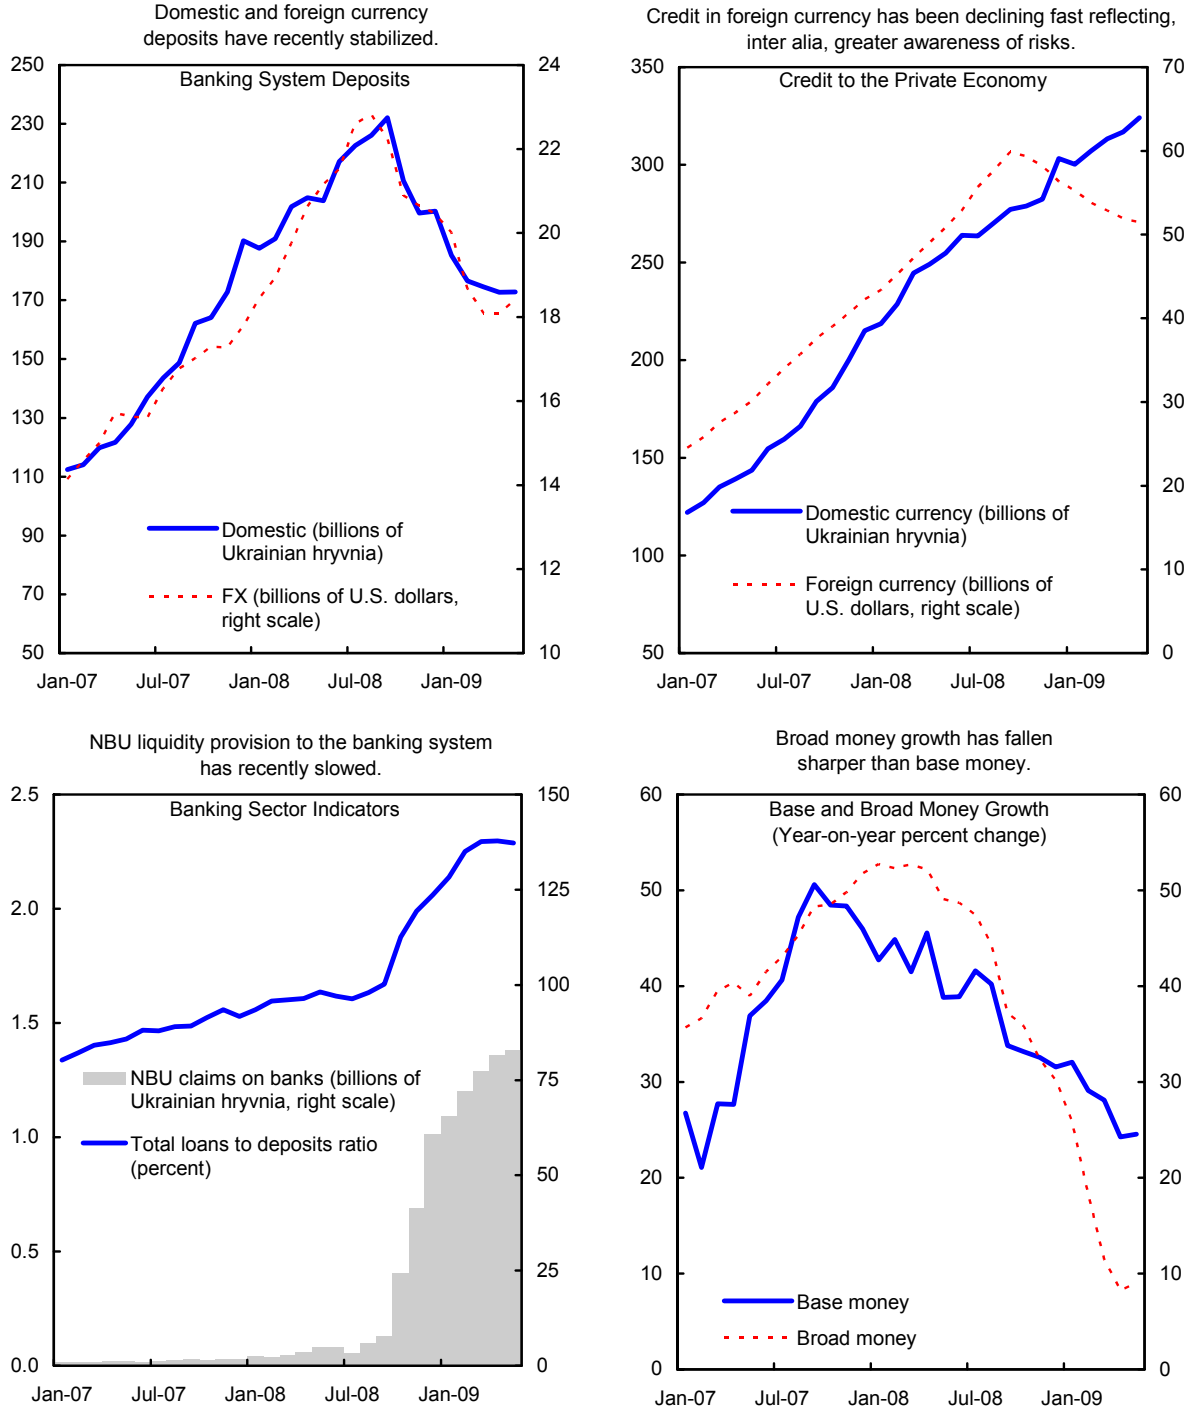 Domestic and foreign currency
deposits have recently stabilized.
Banking System Deposits
250
230
210
190
170
150
130
110
90
70
50
24
22
20
18
16
14
12
10
Domestic (billions of
Ukrainian hryvnia)
FX (billions of U.S. dollars,
right scale)
Jan-07
Jul-07
Jan-08
Jul-08
Jan-09
Credit in foreign currency has been declining fast reflecting,
inter alia, greater awareness of risks.
Credit to the Private Economy
350
300
250
200
150
100
50
70
60
50
40
30
20
10
0
Domestic currency (billions of
Ukrainian hryvnia)
Foreign currency (billions of
U.S. dollars, right scale)
Jan-07
Jul-07
Jan-08
Jul-08
Jan-09
NBU liquidity provision to the banking system
has recently slowed.
Banking Sector Indicators
2.5
2.0
1.5
1.0
0.5
0.0
150
125
100
75
50
25
0
NBU claims on banks (billions of
Ukrainian hryvnia, right scale)
Total loans to deposits ratio
(percent)
Jan-07
Jul-07
Jan-08
Jul-08
Jan-09
Broad money growth has fallen
sharper than base money.
Base and Broad Money Growth
(Year-on-year percent change)
60
50
40
30
20
10
0
60
50
40
30
20
10
0
Base money
Broad money
Jan-07
Jul-07
Jan-08
Jul-08
Jan-09